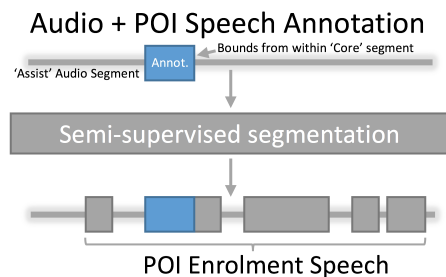 Audio + POI Speech Annotation
Annot.
Bounds from within ‘Core’ segment
‘Assist’ Audio Segment
Semi-supervised segmentation
POI Enrolment Speech